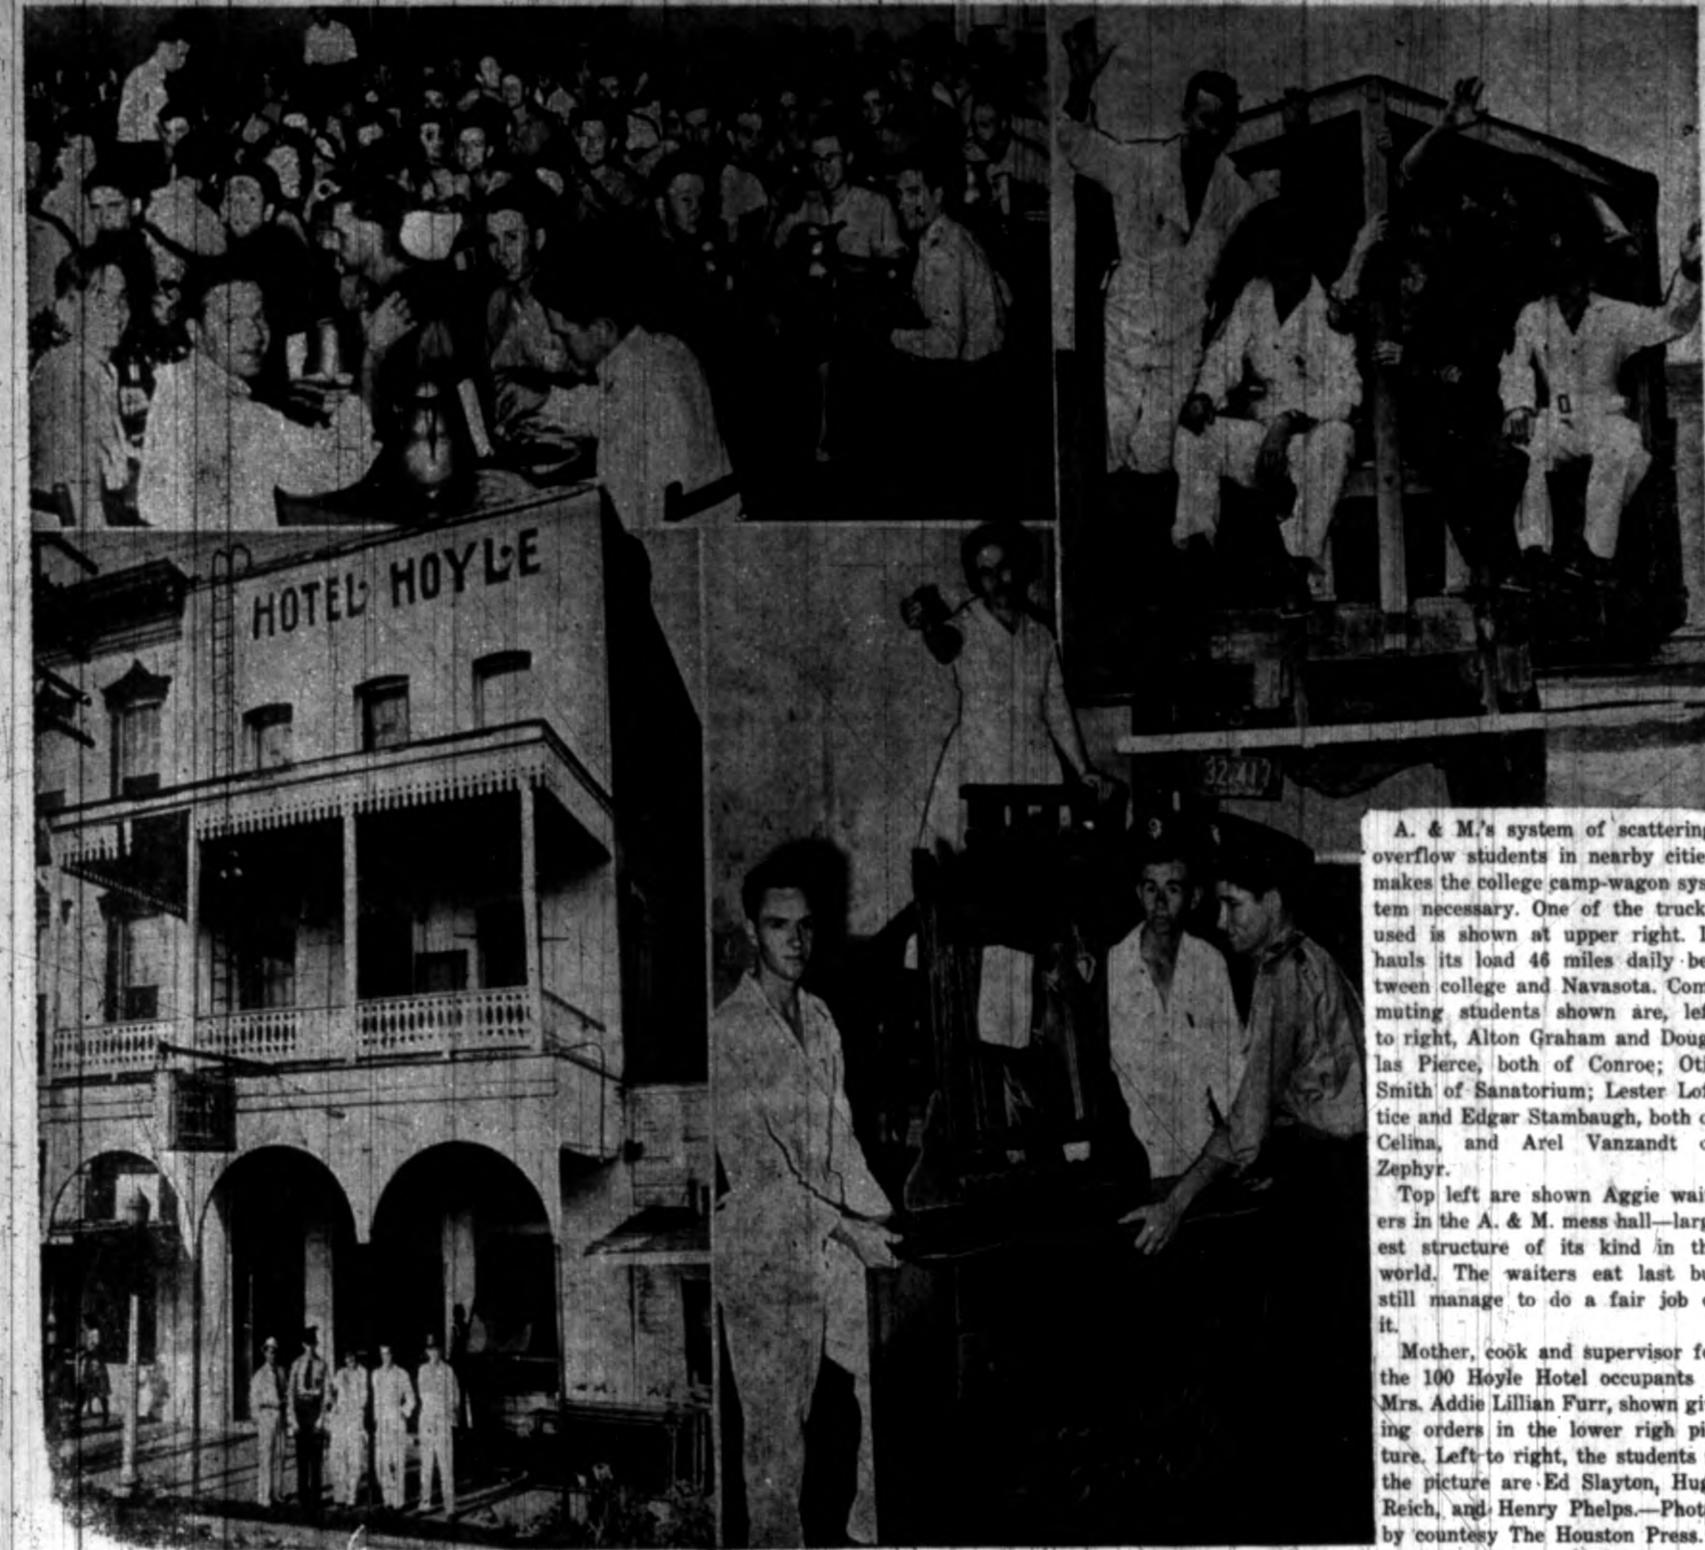 HOTEL HOYLE
32-417
A. & M.'s system of scattering
overflow students in nearby citie
makes the college camp-wagon sys
tem necessary. One of the truck
used is shown at upper right. I
hauls its load 46 miles daily be
tween college and Navasota. Com
muting students shown are, lef
to right, Alton Graham and Doug
las Pierce, both of Conroe; Oti
Smith of Sanatorium; Lester Lof
tice and Edgar Stambaugh, both o
Celina, and Arel Vanzandt o
Zephyr.
Top left are shown Aggie wai
ers in the A. & M. mess hall—larg
est structure of its kind in th
world. The waiters eat last bu
still manage to do a fair job o
it.
Mother, cook and supervisor fo
the 100 Hoyle Hotel occupants
Mrs. Addie Lillian Furr, shown gi
ing orders in the lower righ pi
ture. Left to right, the students
the picture are Ed Slayton, Hug
Reich, and Henry Phelps.—Phot
by countesy The Houston Press.